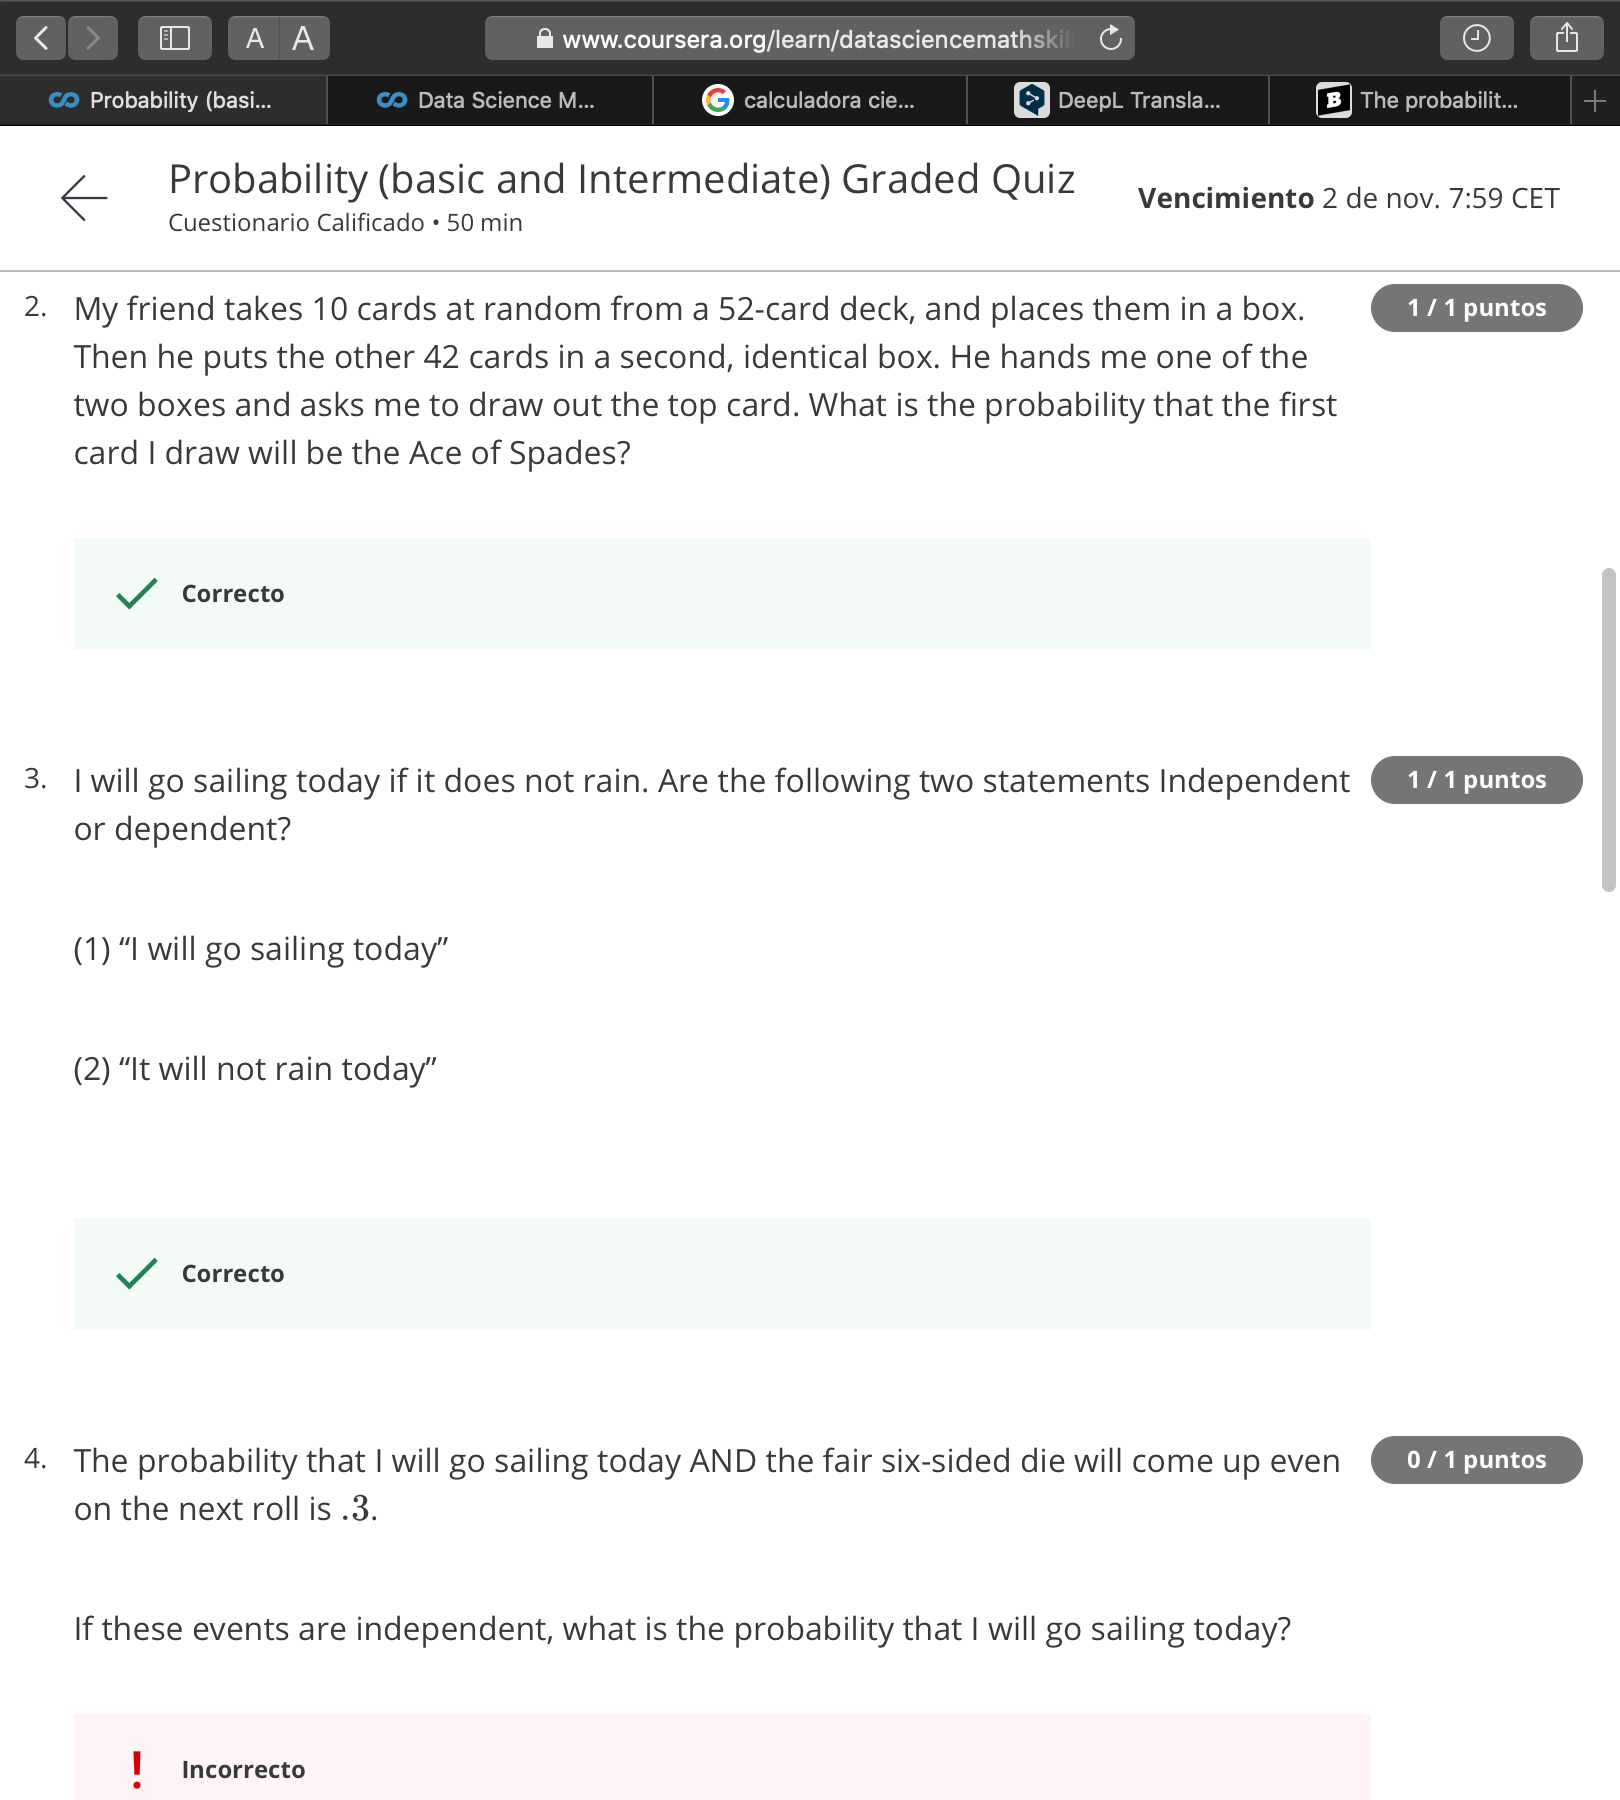 A A
www.coursera.org/learn/datasciencemathskil
Probability (basi...
Data Science M...
calculadora cie...
DeepL Transla...
B The probabilit...
Probability (basic and Intermediate) Graded Quiz
Cuestionario Calificado • 50 min
Vencimiento 2 de nov. 7:59 CET
2. My friend takes 10 cards at random from a 52-card deck, and places them in a box.
1 / 1 puntos
Then he puts the other 42 cards in a second, identical box. He hands me one of the
two boxes and asks me to draw out the top card. What is the probability that the first
card I draw will be the Ace of Spades?
Correcto
3. I will go sailing today if it does not rain. Are the following two statements Independent
1 / 1 puntos
or dependent?
(1) “I will go sailing today”
(2) “It will not rain today”
Correcto
4. The probability that I will go sailing today AND the fair six-sided die will come up even
0 / 1 puntos
on the next roll is .3.
If these events are independent, what is the probability that I will go sailing today?
! Incorrecto